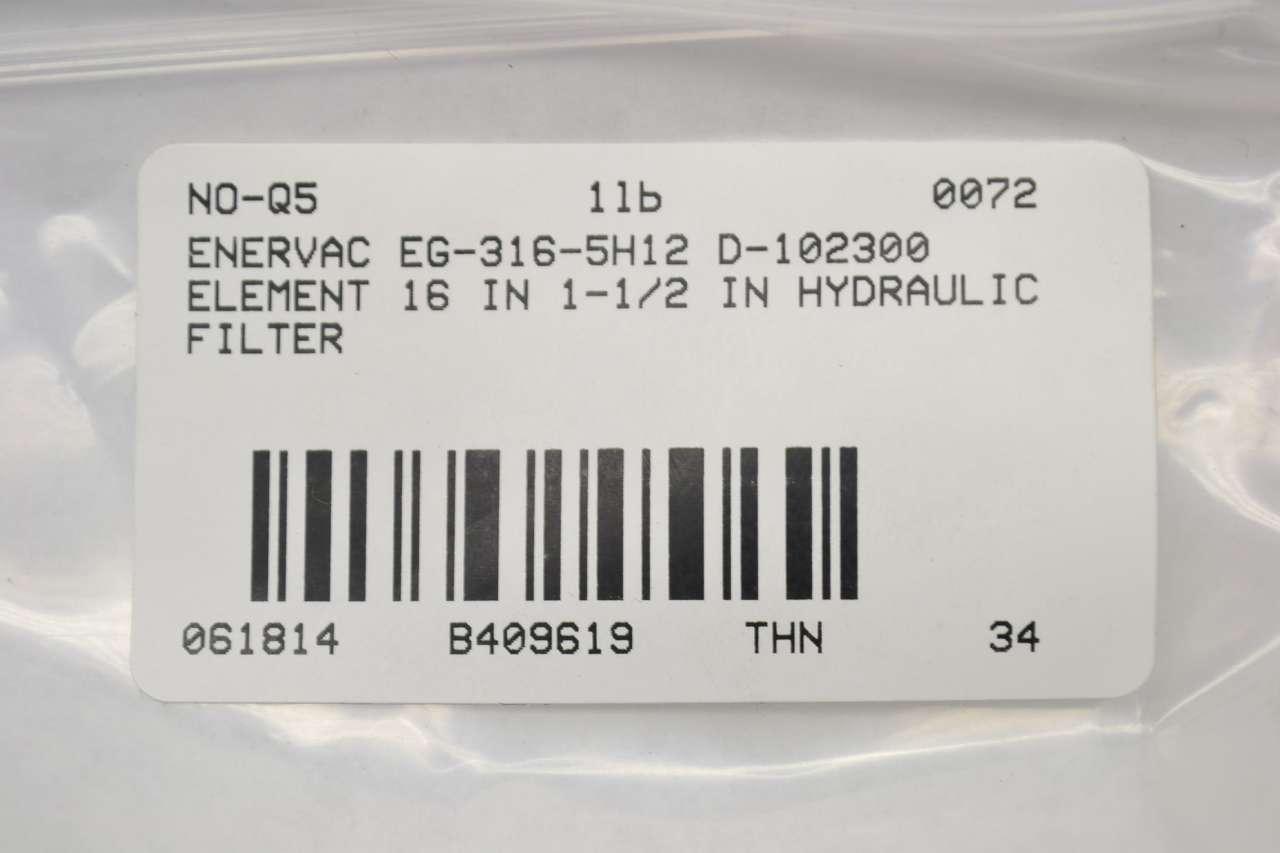 NO-Q5 1lb 0072
ENERVAC EG-316-5H12 D-102300
ELEMENT 16 IN 1-1/2 IN HYDRAULIC
FILTER
061814 B409619 THN 34